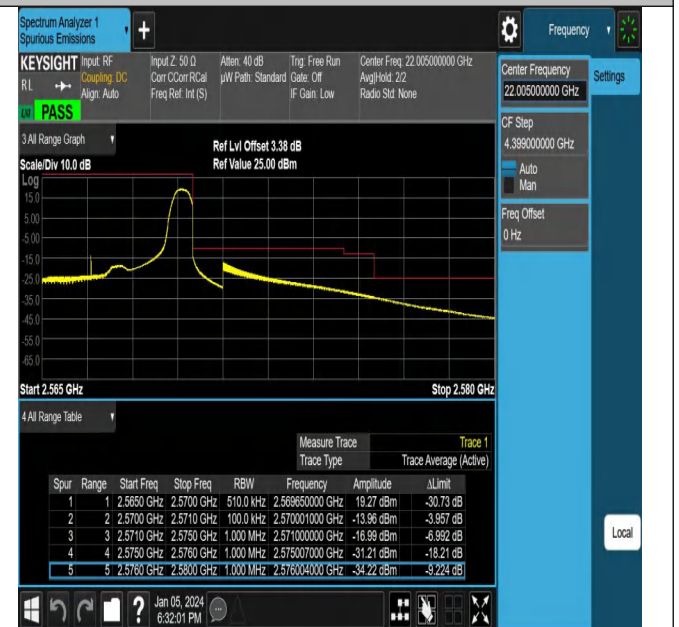 Spectrum Analyzer 1
Spurious Emissions
+
Frequency
KEYSIGHT
RL
LNI PASS
Input: RF
Coupling: DC
Align: Auto
Input Z: 50 Ω
Corr CCorr RCal
Freq Ref: Int (S)
Atten: 40 dB
µW Path: Standard
Trig: Free Run
Gate: Off
IF Gain: Low
Center Freq: 22.005000000 GHz
Avg|Hold: 2/2
Radio Std: None
Center Frequency
22.005000000 GHz
Settings
CF Step
4.399000000 GHz
Auto
Man
Freq Offset
0 Hz
3 All Range Graph
Scale/Div 10.0 dB
Ref Lvl Offset 3.38 dB
Ref Value 25.00 dBm
Log
15.0
5.00
-5.00
-15.0
-25.0
-35.0
-45.0
-55.0
-65.0
Start 2.565 GHz
Stop 2.580 GHz
4 All Range Table
Measure Trace Trace 1
Trace Type Trace Average (Active)
Spur Range Start Freq Stop Freq RBW Frequency Amplitude ΔLimit
1 1 2.5650 GHz 2.5700 GHz 510.0 kHz 2.569650000 GHz 19.27 dBm -30.73 dB
2 2 2.5700 GHz 2.5710 GHz 100.0 kHz 2.570001000 GHz -13.96 dBm -3.957 dB
3 3 2.5710 GHz 2.5750 GHz 1.000 MHz 2.571000000 GHz -16.99 dBm -6.992 dB
4 4 2.5750 GHz 2.5760 GHz 1.000 MHz 2.575007000 GHz -31.21 dBm -18.21 dB
5 5 2.5760 GHz 2.5800 GHz 1.000 MHz 2.576004000 GHz -34.22 dBm -9.224 dB
Local
?
Jan 05, 2024
6:32:01 PM